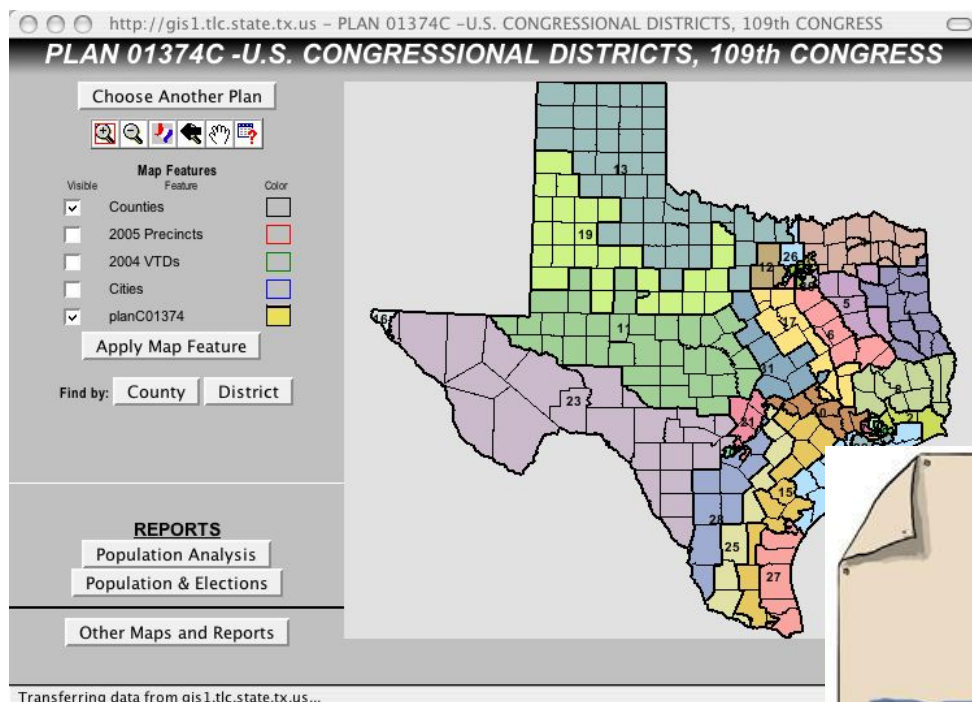 http://gis1.tlc.state.tx.us – PLAN 01374C –U.S. CONGRESSIONAL DISTRICTS, 109th CONGRESS
PLAN 01374C -U.S. CONGRESSIONAL DISTRICTS, 109th CONGRESS
Choose Another Plan
Map Features
Visible Feature Color
Counties
2005 Precincts
2004 VTDs
Cities
planC01374
Apply Map Feature
Find by: County District
REPORTS
Population Analysis
Population & Elections
Other Maps and Reports
Transferring data from gis1.tlc.state.tx.us...
13
19
26
12
5
16
11
17
6
31
8
23
21
2
15
28
25
27